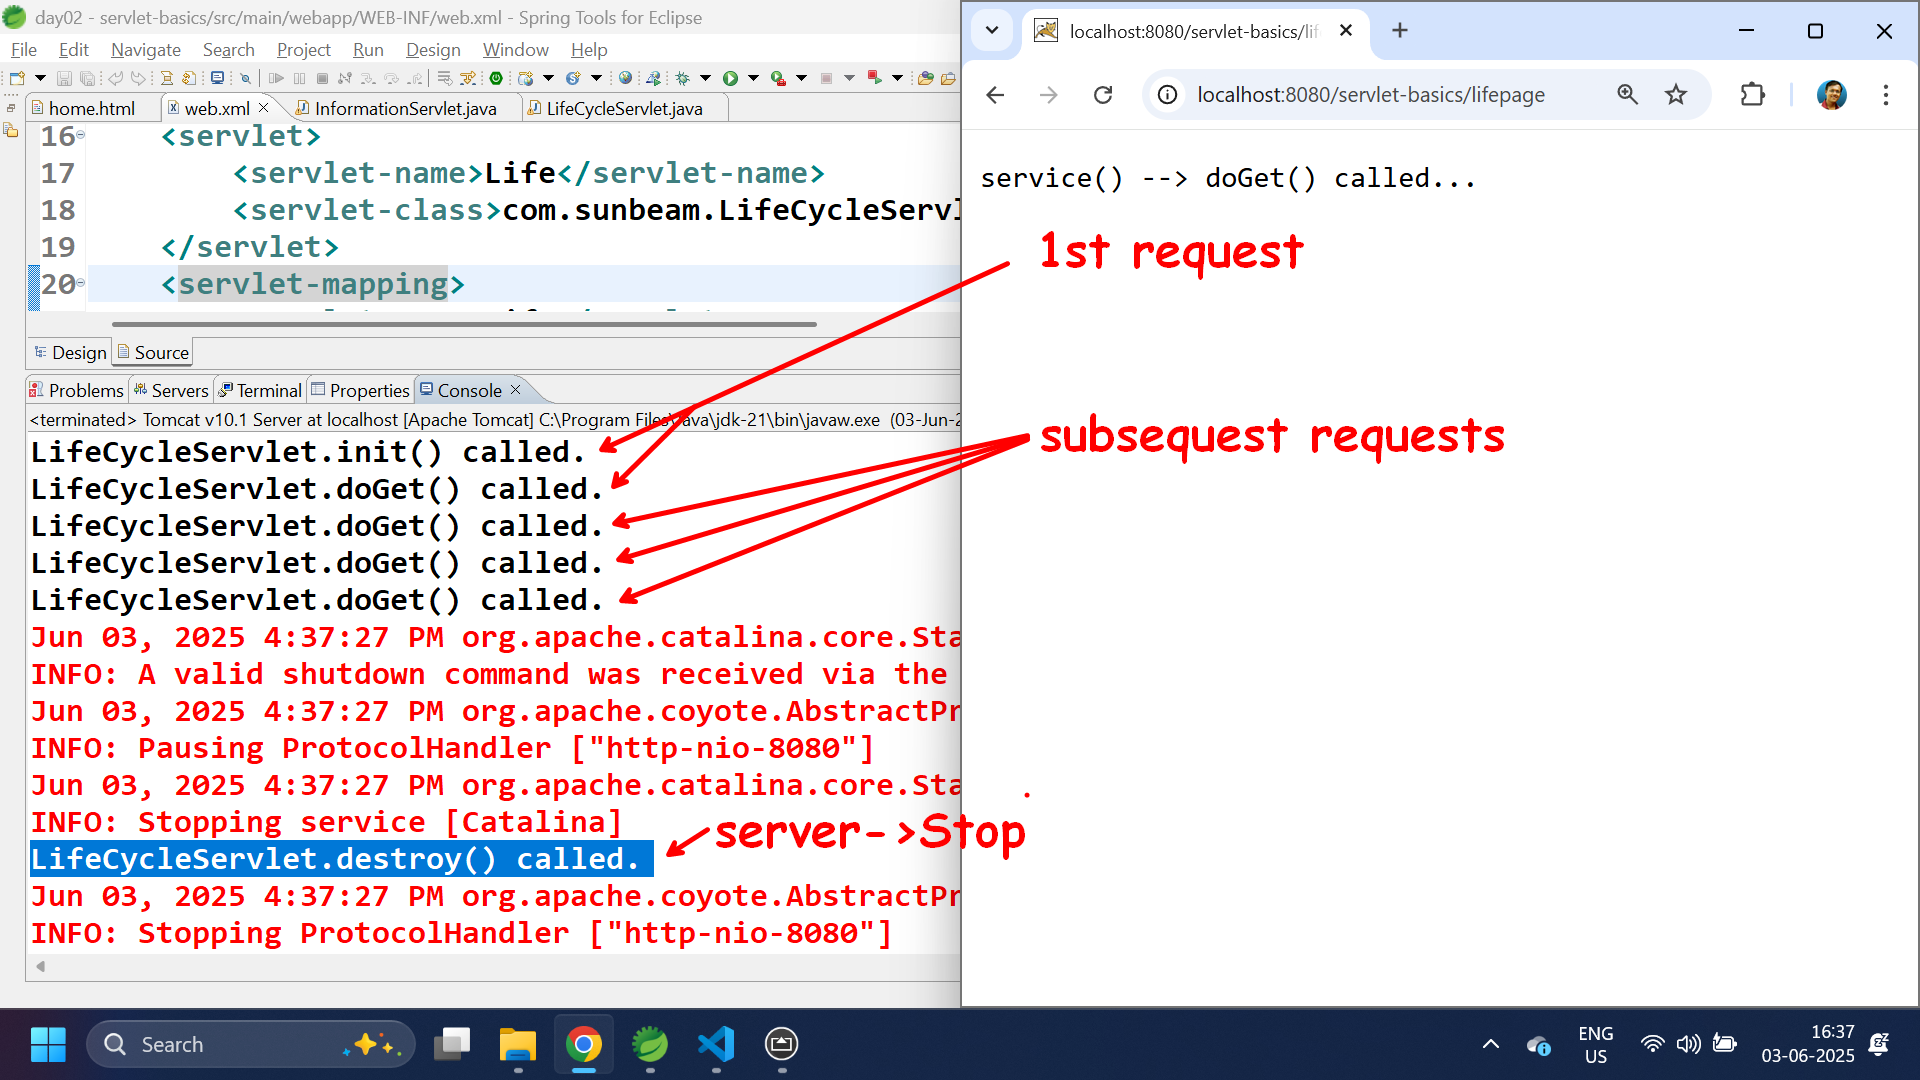 day02 - servlet-basics/src/main/webapp/WEB-INF/web.xml - Spring Tools for Eclipse
File Edit Navigate Search Project Run Design Window Help
home.html web.xml InformationServlet.java LifeCycleServlet.java
16 <servlet>
17 <servlet-name>Life</servlet-name>
18 <servlet-class>com.sunbeam.LifeCycleServl
19 </servlet>
20 <servlet-mapping>
Design Source
Problems Servers Terminal Properties Console
<terminated> Tomcat v10.1 Server at localhost [Apache Tomcat] C:\Program Files\Java\jdk-21\bin\javaw.exe (03-Jun-2
LifeCycleServlet.init() called.
LifeCycleServlet.doGet() called.
LifeCycleServlet.doGet() called.
LifeCycleServlet.doGet() called.
LifeCycleServlet.doGet() called.
Jun 03, 2025 4:37:27 PM org.apache.catalina.core.Sta
INFO: A valid shutdown command was received via the
Jun 03, 2025 4:37:27 PM org.apache.coyote.AbstractPr
INFO: Pausing ProtocolHandler ["http-nio-8080"]
Jun 03, 2025 4:37:27 PM org.apache.catalina.core.Sta
INFO: Stopping service [Catalina]
LifeCycleServlet.destroy() called.
Jun 03, 2025 4:37:27 PM org.apache.coyote.AbstractPr
INFO: Stopping ProtocolHandler ["http-nio-8080"]
server->Stop
localhost:8080/servlet-basics/lif
localhost:8080/servlet-basics/lifepage
service() --> doGet() called...
1st request
subsequest requests
Search
ENG
US
16:37
03-06-2025